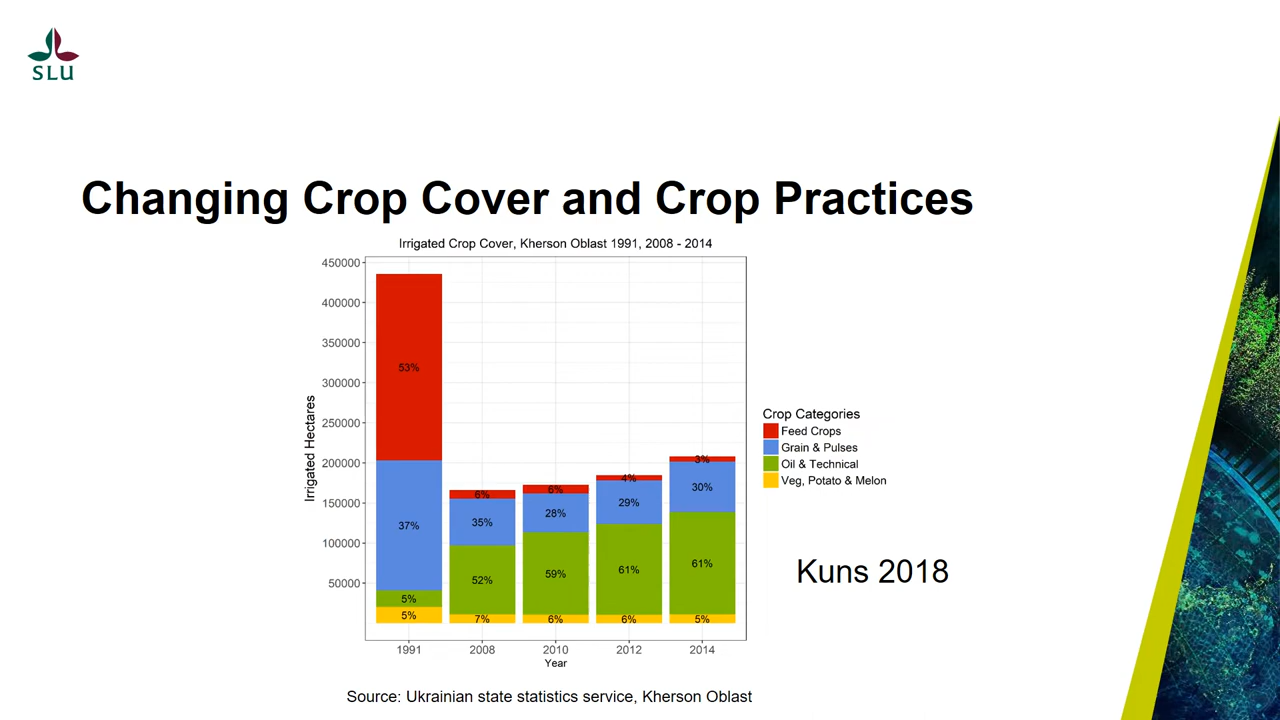 SLU
Changing Crop Cover and Crop Practices
Irrigated Crop Cover, Kherson Oblast 1991, 2008 - 2014
Irrigated Hectares
450000
400000
350000
300000
250000
200000
150000
100000
50000
53%
37%
5%
5%
6%
35%
52%
7%
6%
28%
59%
6%
4%
29%
61%
6%
3%
30%
61%
5%
1991 2008 2010 2012 2014
Year
Crop Categories
Feed Crops
Grain & Pulses
Oil & Technical
Veg, Potato & Melon
Kuns 2018
Source: Ukrainian state statistics service, Kherson Oblast